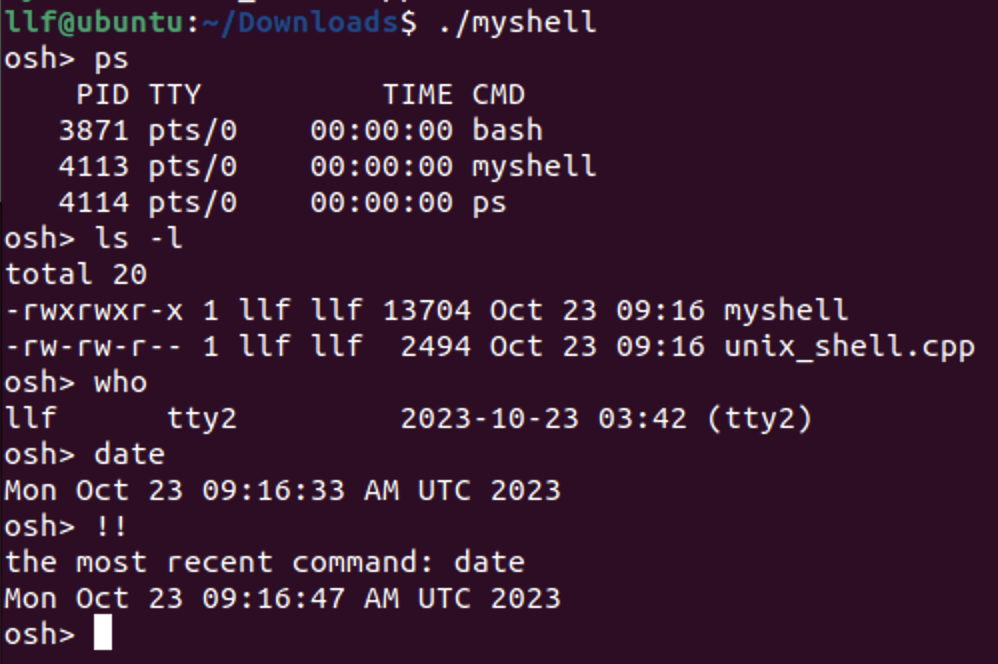 llf@ubuntu:~/Downloads$ ./myshell
osh> ps
    PID TTY          TIME CMD
   3871 pts/0    00:00:00 bash
   4113 pts/0    00:00:00 myshell
   4114 pts/0    00:00:00 ps
osh> ls -l
total 20
-rwxrwxr-x 1 llf llf 13704 Oct 23 09:16 myshell
-rw-rw-r-- 1 llf llf  2494 Oct 23 09:16 unix_shell.cpp
osh> who
llf      tty2         2023-10-23 03:42 (tty2)
osh> date
Mon Oct 23 09:16:33 AM UTC 2023
osh> !!
the most recent command: date
Mon Oct 23 09:16:47 AM UTC 2023
osh>